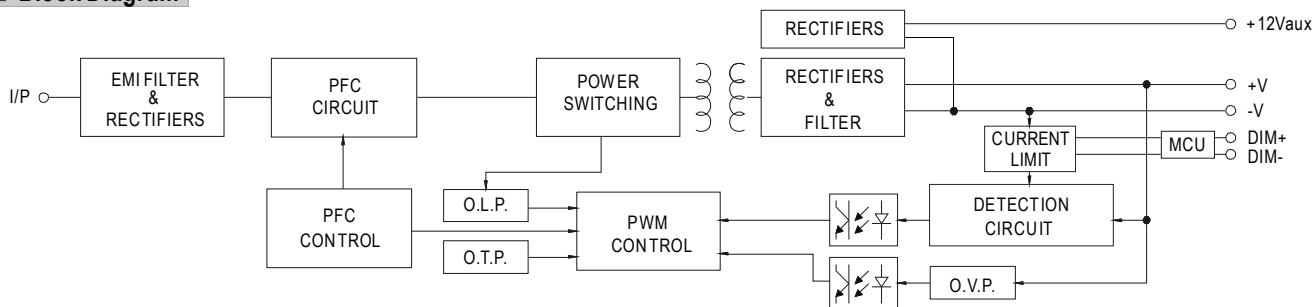 Block Diagram
RECTIFIERS
+12Vaux
I/P
EMI FILTER
&
RECTIFIERS
PFC
CIRCUIT
POWER
SWITCHING
RECTIFIERS
&
FILTER
+V
-V
CURRENT
LIMIT
MCU
DIM+
DIM-
PFC
CONTROL
O.L.P.
O.T.P.
PWM
CONTROL
DETECTION
CIRCUIT
O.V.P.